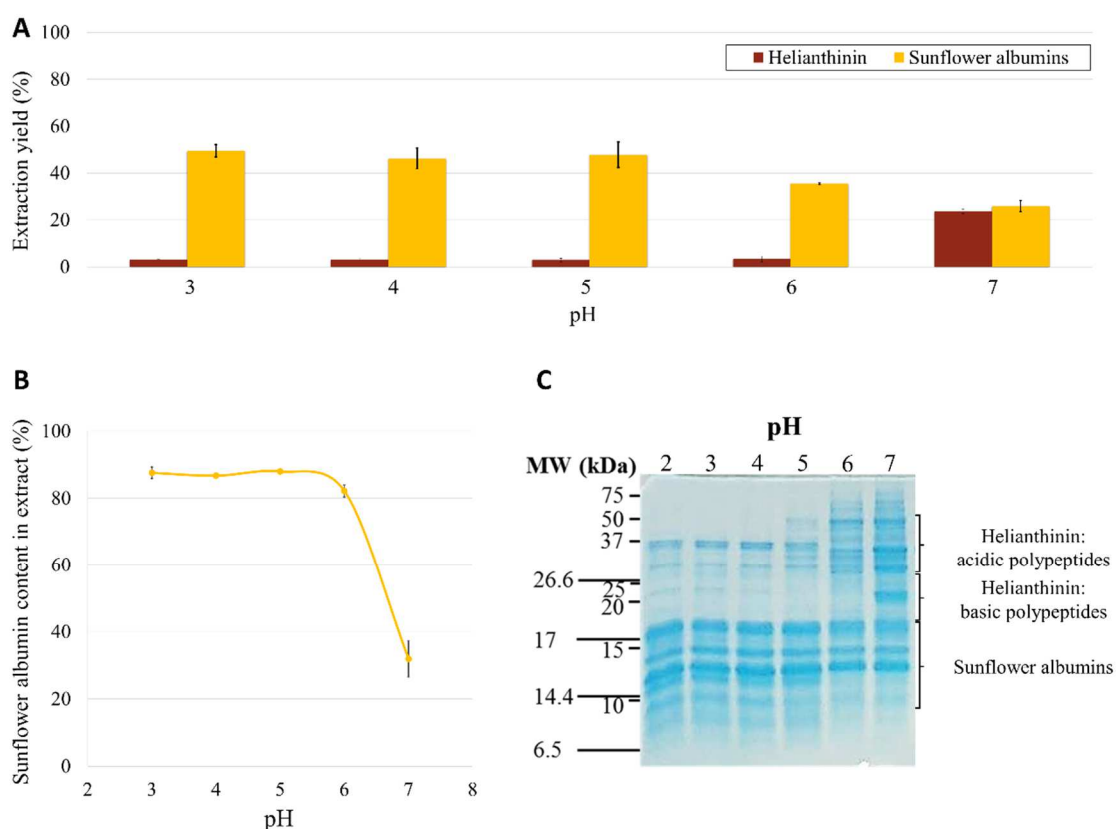 A
100
80
60
40
20
0
Extraction yield (%)
Helianthinin Sunflower albumins
3 4 5 6 7
pH
B
100
80
60
40
20
0
Sunflower albumin content in extract (%)
2 3 4 5 6 7 8
pH
C
pH
MW (kDa) 2 3 4 5 6 7
75
50
37
26.6
25
20
17
15
14.4
10
6.5
Helianthinin:
acidic polypeptides
Helianthinin:
basic polypeptides
Sunflower albumins